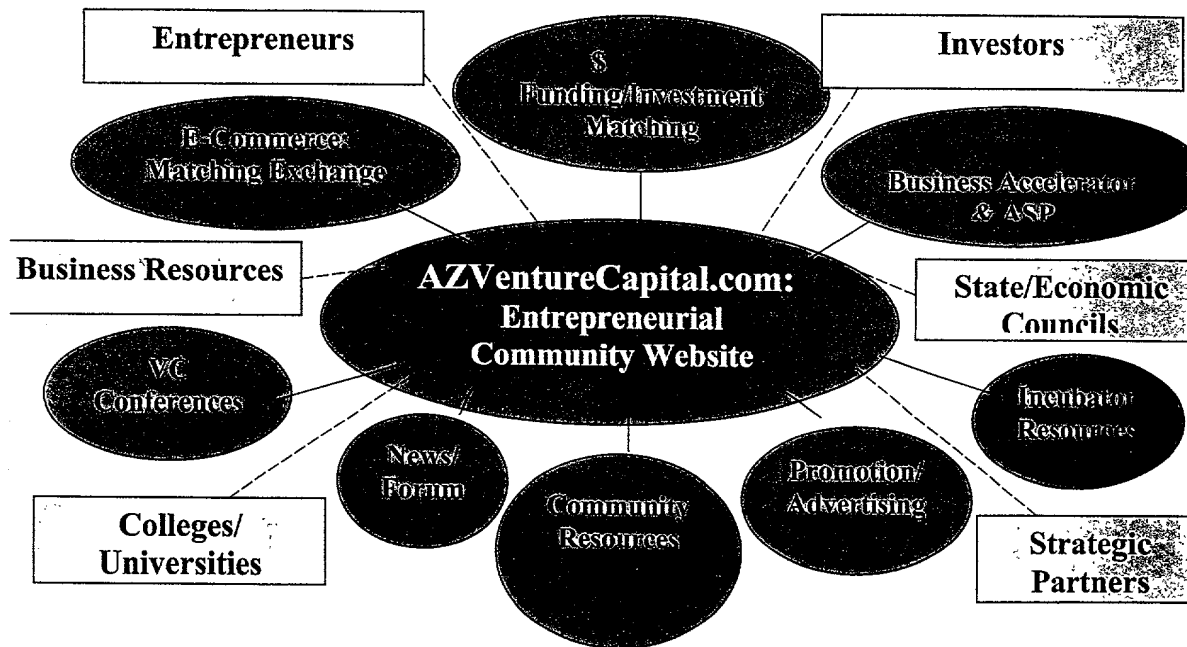 Entrepreneurs
$
Funding/Investment
Matching
Investors
E-Commerce:
Matching Exchange
Business Accelerator
& ASP
Business Resources
AZVentureCapital.com:
Entrepreneurial
Community Website
State/Economic
Councils
VC
Conferences
Incubator
Resources
News/
Forum
Community
Resources
Promotion/
Advertising
Colleges/
Universities
Strategic
Partners